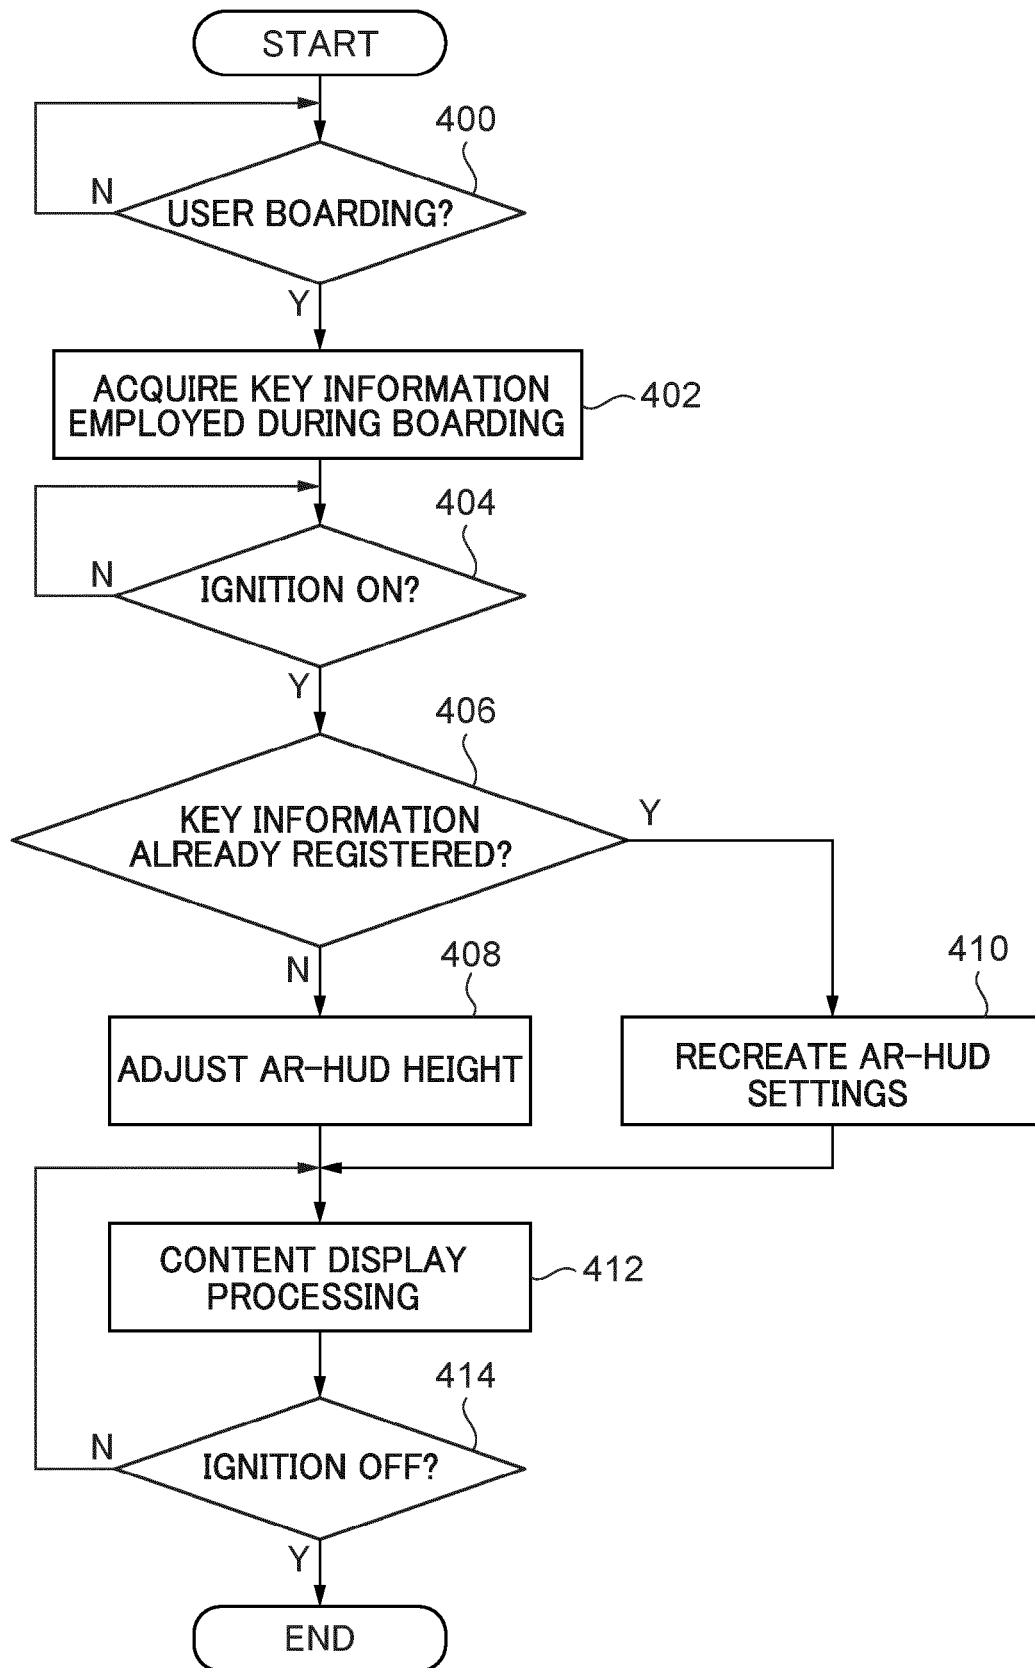 START
400
N
USER BOARDING?
Y
ACQUIRE KEY INFORMATION
EMPLOYED DURING BOARDING
402
404
N
IGNITION ON?
Y
406
KEY INFORMATION
ALREADY REGISTERED?
Y
N
408
410
ADJUST AR-HUD HEIGHT
RECREATE AR-HUD
SETTINGS
CONTENT DISPLAY
PROCESSING
412
414
N
IGNITION OFF?
Y
END